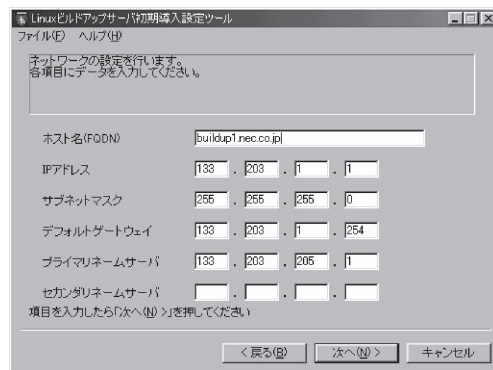 Linuxビルドアップサーバ初期導入設定ツール
ファイル(F) ヘルプ(H)
ネットワークの設定を行います。
各項目にデータを入力してください。
ホスト名(FQDN) buildup1.nec.co.jp
IPアドレス 133 . 203 . 1 . 1
サブネットマスク 255 . 255 . 255 . 0
デフォルトゲートウェイ 133 . 203 . 1 . 254
プライマリネームサーバ 133 . 203 . 205 . 1
セカンダリネームサーバ . . .
項目を入力したら「次へ(N) >」を押してください
< 戻る(B) 次へ(N) > キャンセル